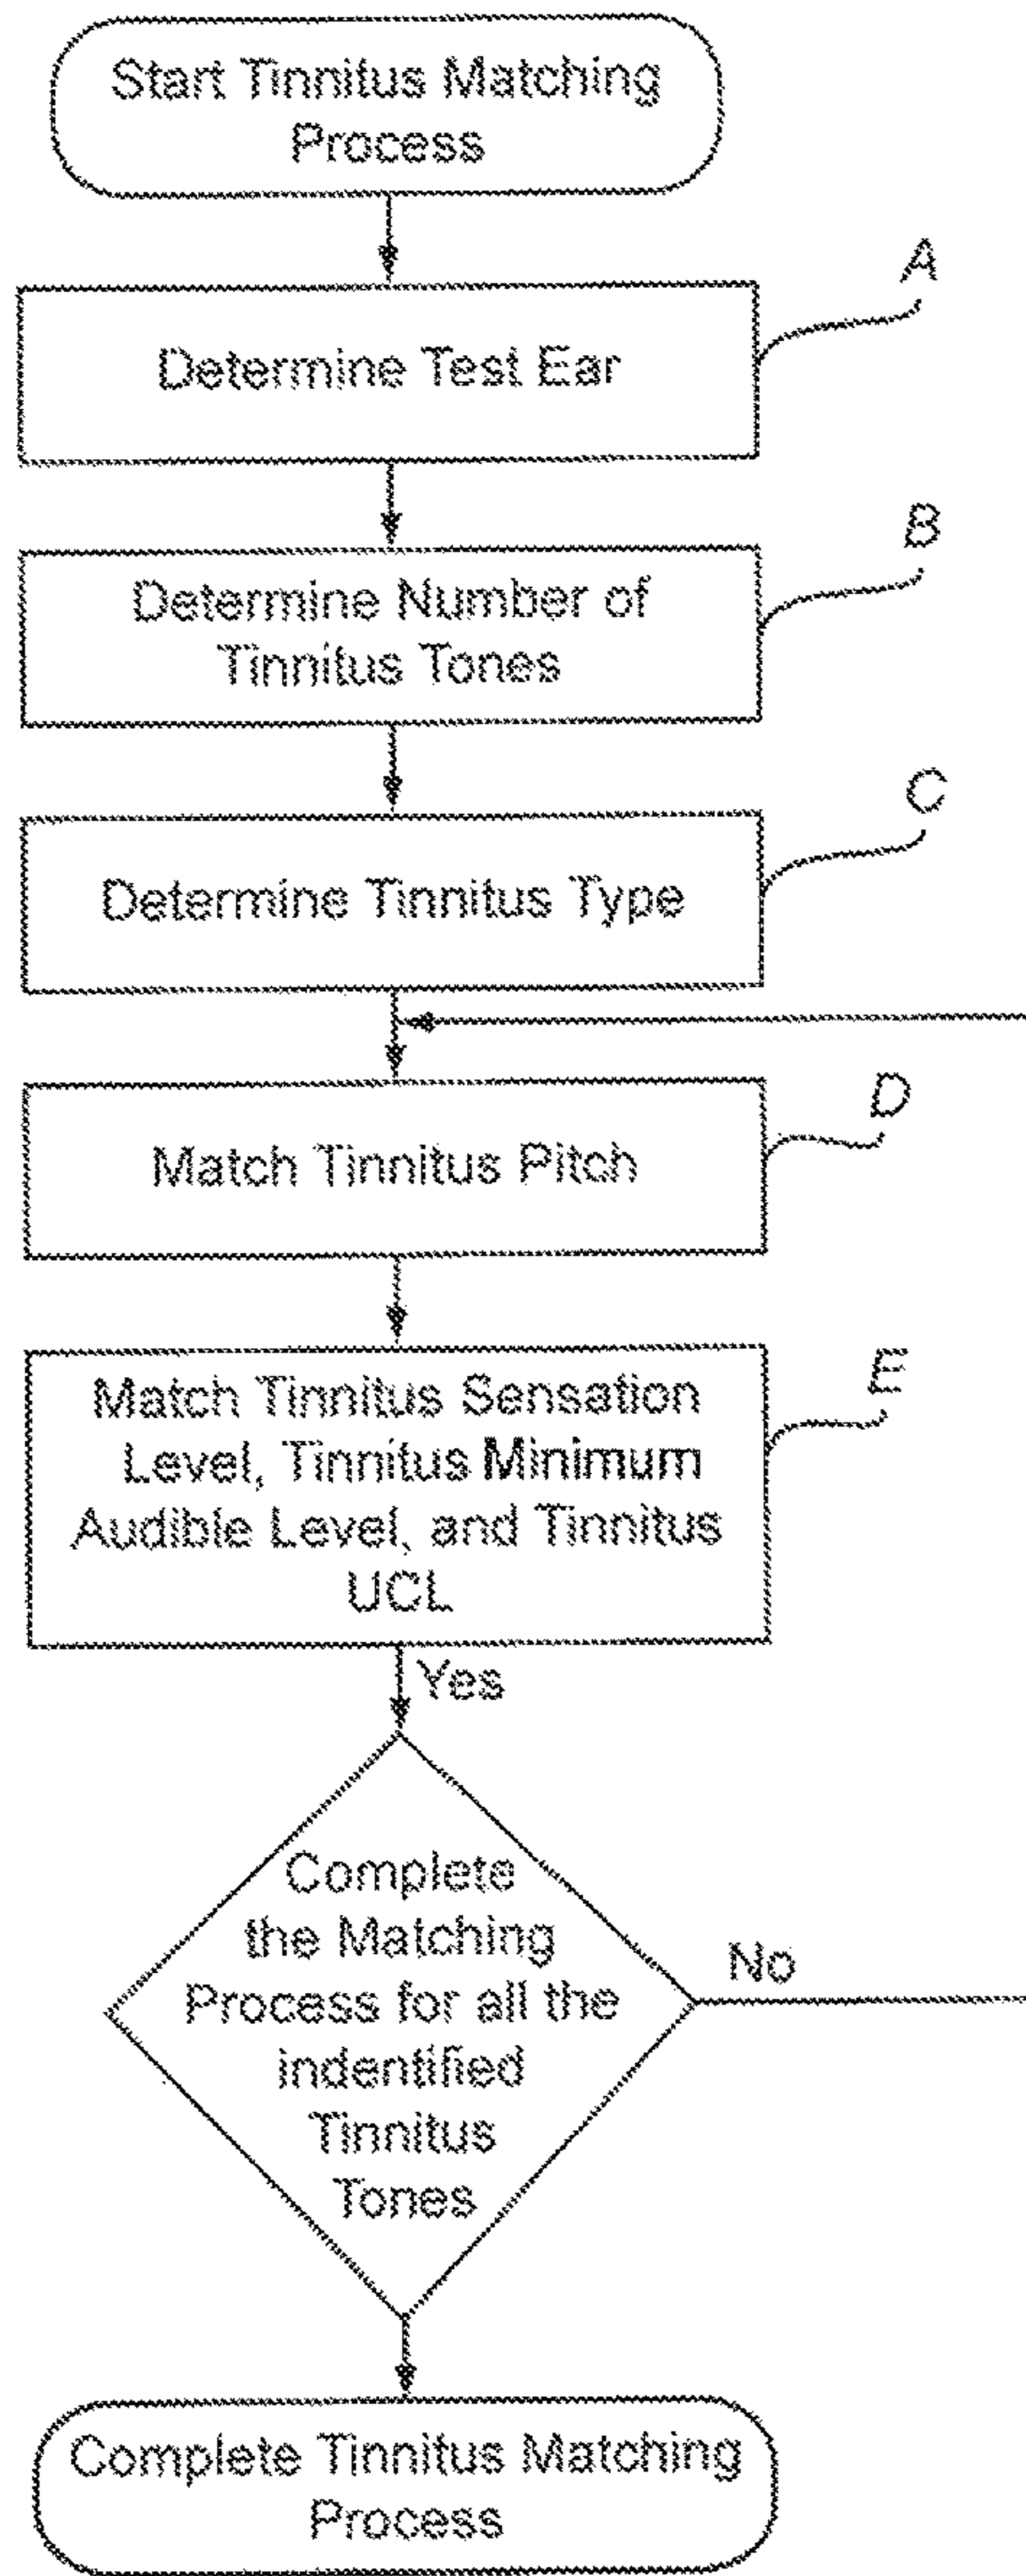 Start Tinnitus Matching
Process
A
Determine Test Ear
B
Determine Number of
Tinnitus Tones
C
Determine Tinnitus Type
D
Match Tinnitus Pitch
E
Match Tinnitus Sensation
Level, Tinnitus Minimum
Audible Level, and Tinnitus
UCL
Yes
Complete
the Matching
Process for all the
indentified
Tinnitus
Tones
No
Complete Tinnitus Matching
Process